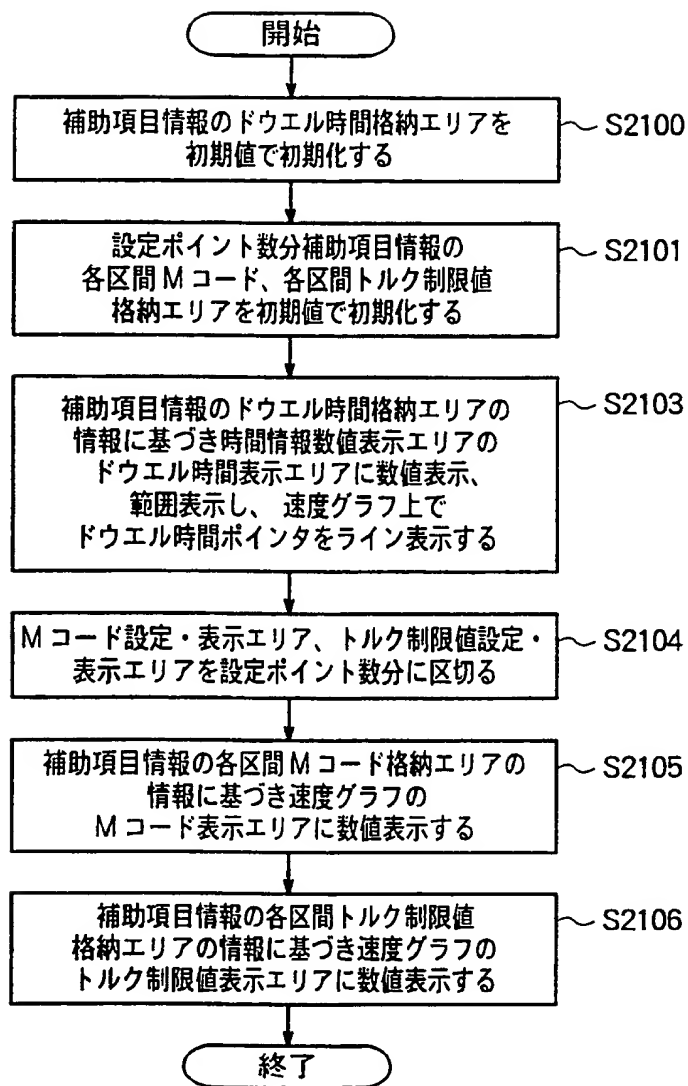 開始
補助項目情報のドウエル時間格納エリアを
初期値で初期化する
S2100
設定ポイント数分補助項目情報の
各区間Mコード、各区間トルク制限値
格納エリアを初期値で初期化する
S2101
補助項目情報のドウエル時間格納エリアの
情報に基づき時間情報数値表示エリアの
ドウエル時間表示エリアに数値表示、
範囲表示し、速度グラフ上で
ドウエル時間ポインタをライン表示する
S2103
Mコード設定・表示エリア、トルク制限値設定・
表示エリアを設定ポイント数分に区切る
S2104
補助項目情報の各区間Mコード格納エリアの
情報に基づき速度グラフの
Mコード表示エリアに数値表示する
S2105
補助項目情報の各区間トルク制限値
格納エリアの情報に基づき速度グラフの
トルク制限値表示エリアに数値表示する
S2106
終了